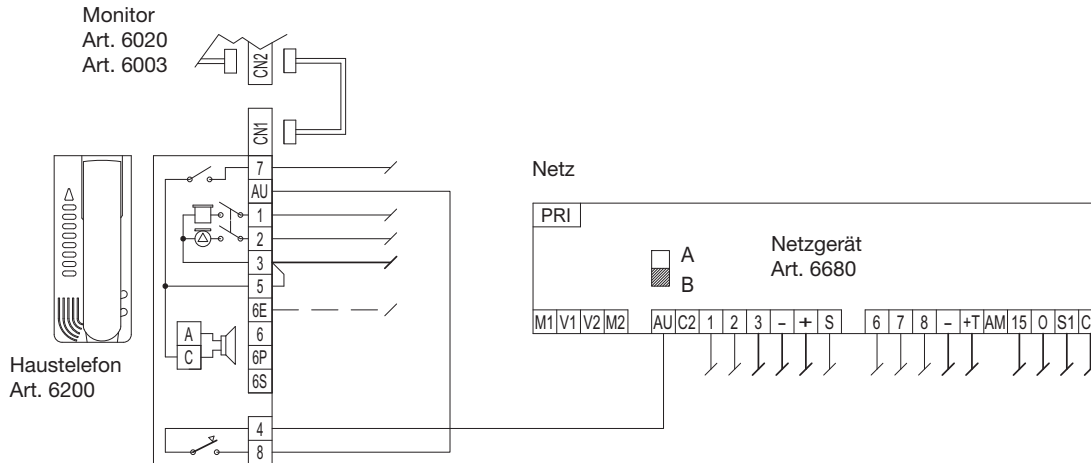 Monitor
Art. 6020
Art. 6003
CN2
CN1
7
AU
1
2
3
5
6E
6
6P
6S
4
8
A
C
Haustelefon
Art. 6200
Netz
PRI
A
B
Netzgerät
Art. 6680
M1 V1 V2 M2 AU C2 1 2 3 – + S 6 7 8 – +T AM 15 0 S1 C